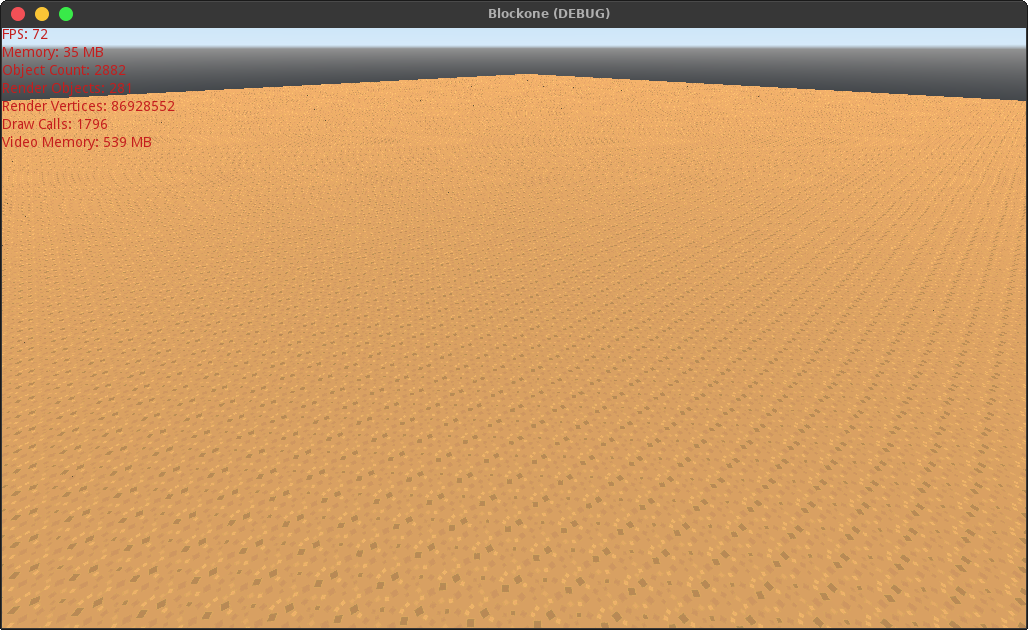 Blockone (DEBUG)
FPS: 72
Memory: 35 MB
Object Count: 2882
Render Objects:
Render Vertices: 86928552
Draw Calls: 1796
Video Memory: 539 MB